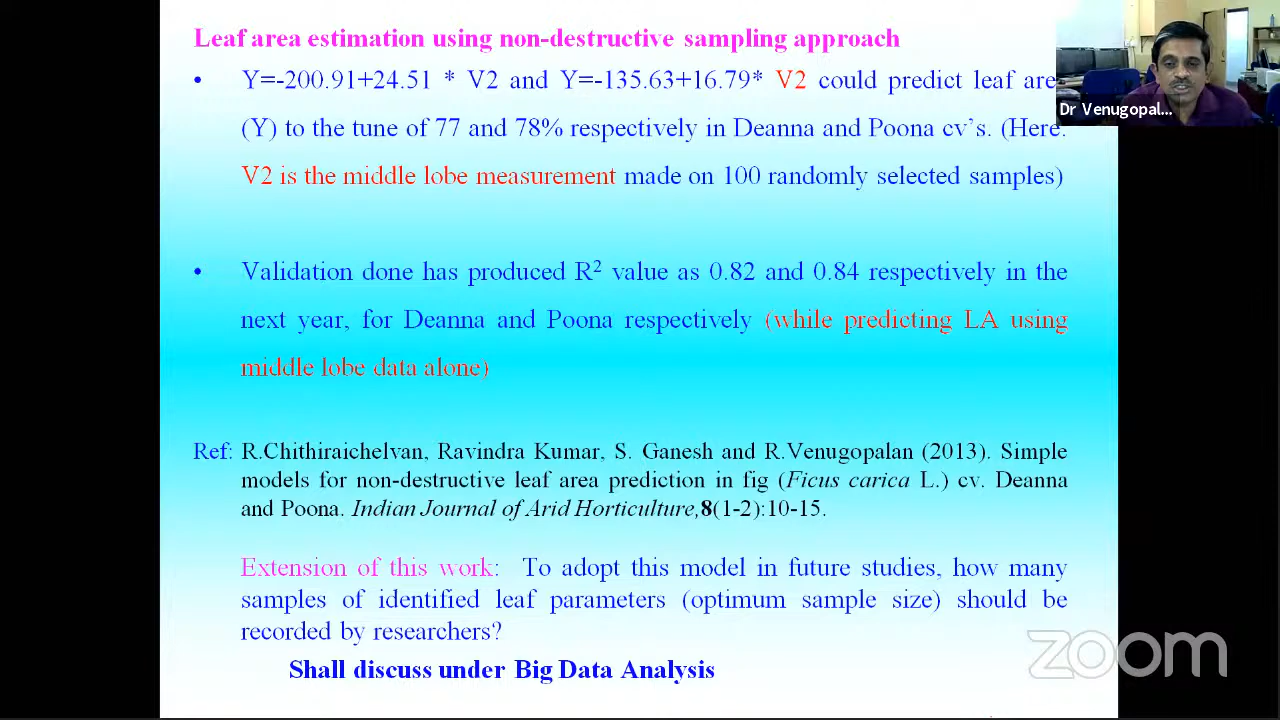 Leaf area estimation using non-destructive sampling approach
• Y=-200.91+24.51 * V2 and Y=-135.63+16.79* V2 could predict leaf are
(Y) to the tune of 77 and 78% respectively in Deanna and Poona cv's. (Here:
V2 is the middle lobe measurement made on 100 randomly selected samples)
• Validation done has produced R² value as 0.82 and 0.84 respectively in the
next year, for Deanna and Poona respectively (while predicting LA using
middle lobe data alone)
Ref: R.Chithiraichelvan, Ravindra Kumar, S. Ganesh and R.Venugopalan (2013). Simple
models for non-destructive leaf area prediction in fig (Ficus carica L.) cv. Deanna
and Poona. Indian Journal of Arid Horticulture,8(1-2):10-15.
Extension of this work: To adopt this model in future studies, how many
samples of identified leaf parameters (optimum sample size) should be
recorded by researchers?
Shall discuss under Big Data Analysis
Dr Venugopal...
zoom